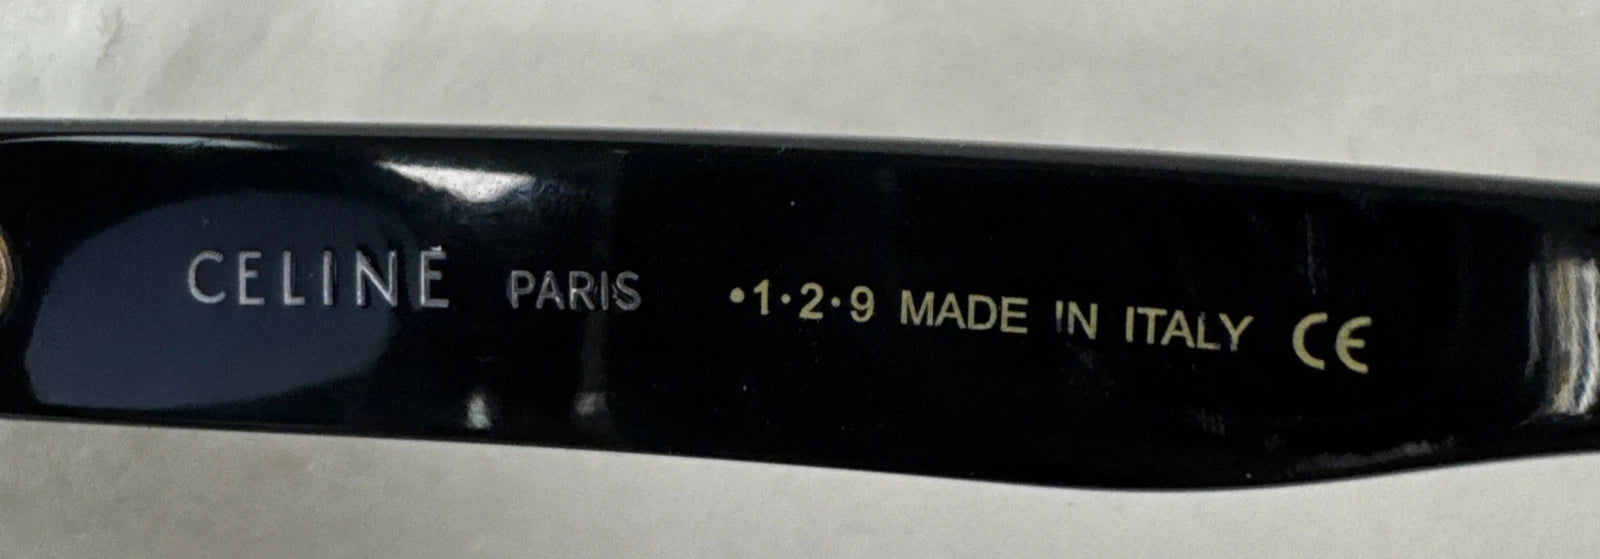 CELINE PARIS •1•2•9 MADE IN ITALY CE